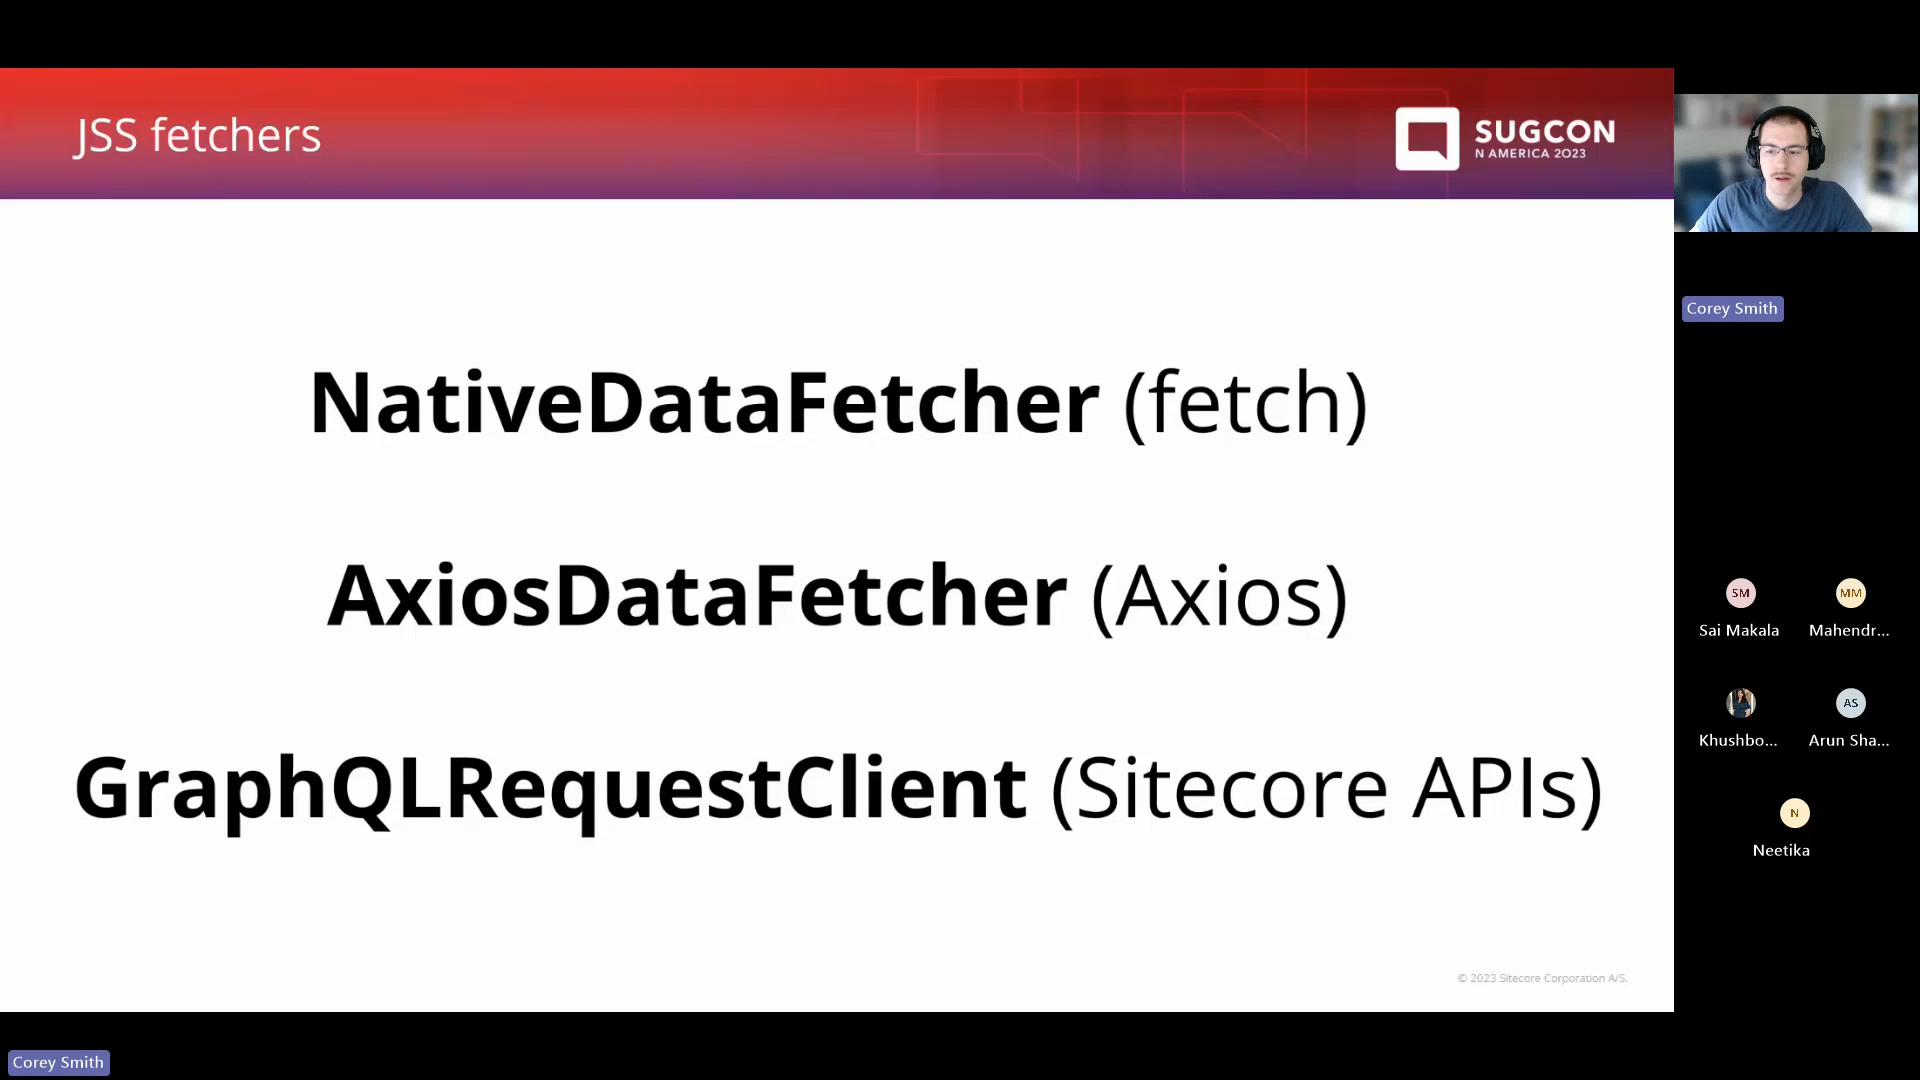 JSS fetchers
SUGCON
N AMERICA 2023
NativeDataFetcher (fetch)
AxiosDataFetcher (Axios)
GraphQLRequestClient (Sitecore APIs)
© 2023 Sitecore Corporation A/S.
Corey Smith
SM
MM
Sai Makala
Mahendr...
AS
Khushbo...
Arun Sha...
N
Neetika
Corey Smith